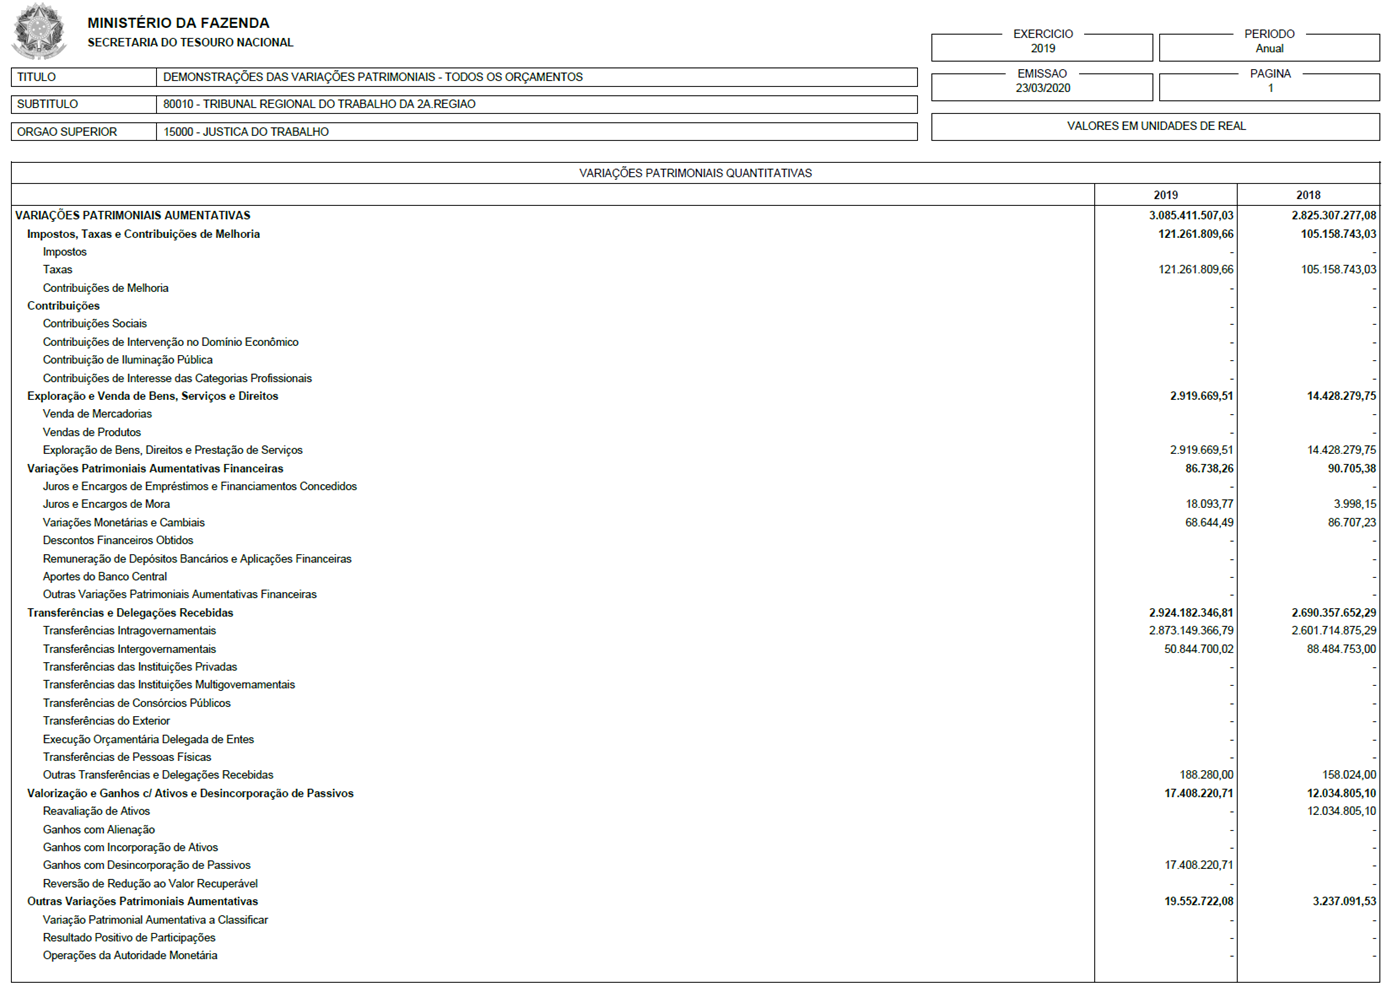 MINISTÉRIO DA FAZENDA
SECRETARIA DO TESOURO NACIONAL
EXERCICIO
2019
PERIODO
Anual
EMISSAO
23/03/2020
PAGINA
1
VALORES EM UNIDADES DE REAL
TITULO DEMONSTRAÇÕES DAS VARIAÇÕES PATRIMONIAIS - TODOS OS ORÇAMENTOS
SUBTITULO 80010 - TRIBUNAL REGIONAL DO TRABALHO DA 2A.REGIAO
ORGAO SUPERIOR 15000 - JUSTICA DO TRABALHO
VARIAÇÕES PATRIMONIAIS QUANTITATIVAS
2019 2018
VARIAÇÕES PATRIMONIAIS AUMENTATIVAS 3.085.411.507,03 2.825.307.277,08
Impostos, Taxas e Contribuições de Melhoria 121.261.809,66 105.158.743,03
Impostos - -
Taxas 121.261.809,66 105.158.743,03
Contribuições de Melhoria - -
Contribuições - -
Contribuições Sociais - -
Contribuições de Intervenção no Domínio Econômico - -
Contribuição de Iluminação Pública - -
Contribuições de Interesse das Categorias Profissionais - -
Exploração e Venda de Bens, Serviços e Direitos 2.919.669,51 14.428.279,75
Venda de Mercadorias - -
Vendas de Produtos - -
Exploração de Bens, Direitos e Prestação de Serviços 2.919.669,51 14.428.279,75
Variações Patrimoniais Aumentativas Financeiras 86.738,26 90.705,38
Juros e Encargos de Empréstimos e Financiamentos Concedidos - -
Juros e Encargos de Mora 18.093,77 3.998,15
Variações Monetárias e Cambiais 68.644,49 86.707,23
Descontos Financeiros Obtidos - -
Remuneração de Depósitos Bancários e Aplicações Financeiras - -
Aportes do Banco Central - -
Outras Variações Patrimoniais Aumentativas Financeiras - -
Transferências e Delegações Recebidas 2.924.182.346,81 2.690.357.652,29
Transferências Intragovernamentais 2.873.149.366,79 2.601.714.875,29
Transferências Intergovernamentais 50.844.700,02 88.484.753,00
Transferências das Instituições Privadas - -
Transferências das Instituições Multigovernamentais - -
Transferências de Consórcios Públicos - -
Transferências do Exterior - -
Execução Orçamentária Delegada de Entes - -
Transferências de Pessoas Físicas - -
Outras Transferências e Delegações Recebidas 188.280,00 158.024,00
Valorização e Ganhos c/ Ativos e Desincorporação de Passivos 17.408.220,71 12.034.805,10
Reavaliação de Ativos - 12.034.805,10
Ganhos com Alienação - -
Ganhos com Incorporação de Ativos - -
Ganhos com Desincorporação de Passivos 17.408.220,71 -
Reversão de Redução ao Valor Recuperável - -
Outras Variações Patrimoniais Aumentativas 19.552.722,08 3.237.091,53
Variação Patrimonial Aumentativa a Classificar - -
Resultado Positivo de Participações - -
Operações da Autoridade Monetária - -